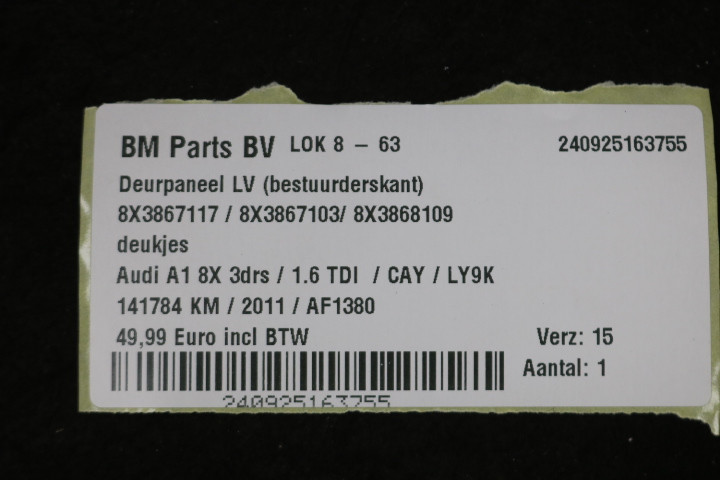 BM Parts BV LOK 8 - 63 240925163755
Deurpaneel LV (bestuurderskant)
8X3867117 / 8X3867103/ 8X3868109
deukjes
Audi A1 8X 3drs / 1.6 TDI / CAY / LY9K
141784 KM / 2011 / AF1380
49,99 Euro incl BTW Verz: 15
Aantal: 1
240925163755